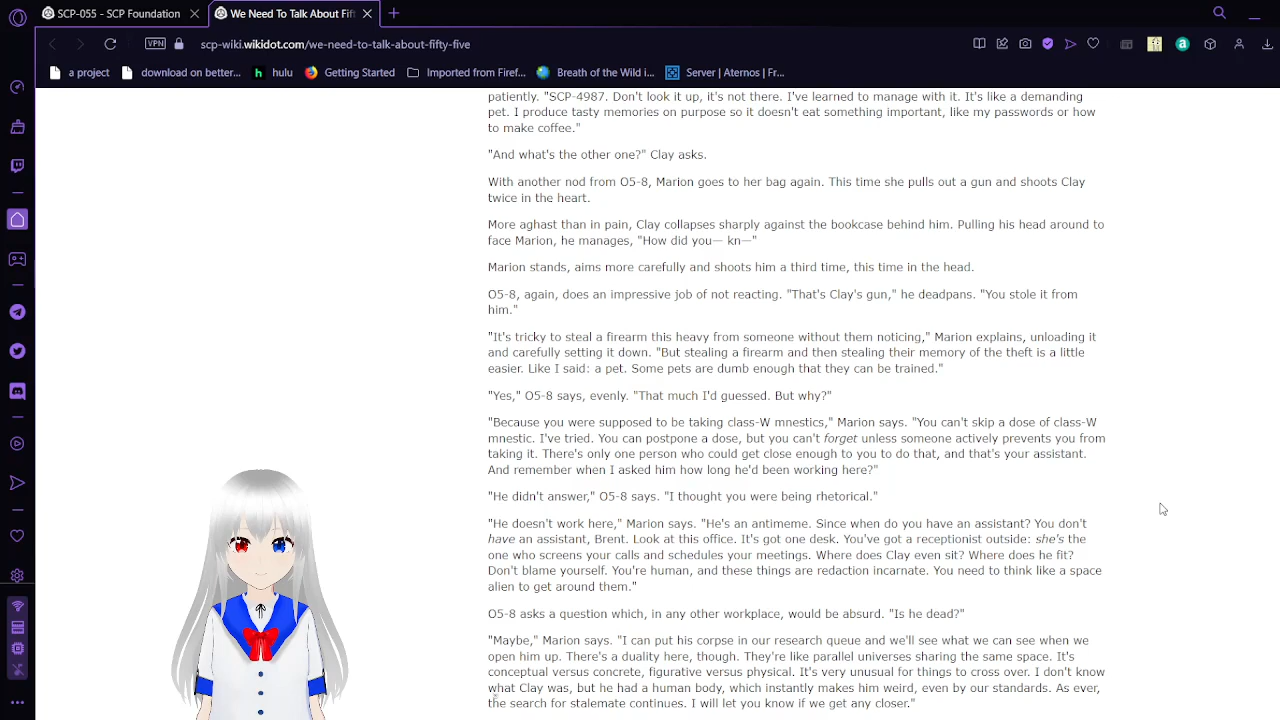 SCP-055 - SCP Foundation
We Need To Talk About Fif
VPN
scp-wiki.wikidot.com/we-need-to-talk-about-fifty-five
a project
download on better...
hulu
Getting Started
Imported from Firef...
Breath of the Wild i...
Server | Aternos | Fr...
patiently. "SCP-4987. Don't look it up, it's not there. I've learned to manage with it. It's like a demanding
pet. I produce tasty memories on purpose so it doesn't eat something important, like my passwords or how
to make coffee."
"And what's the other one?" Clay asks.
With another nod from O5-8, Marion goes to her bag again. This time she pulls out a gun and shoots Clay
twice in the heart.
More aghast than in pain, Clay collapses sharply against the bookcase behind him. Pulling his head around to
face Marion, he manages, "How did you— kn—"
Marion stands, aims more carefully and shoots him a third time, this time in the head.
O5-8, again, does an impressive job of not reacting. "That's Clay's gun," he deadpans. "You stole it from
him."
"It's tricky to steal a firearm this heavy from someone without them noticing," Marion explains, unloading it
and carefully setting it down. "But stealing a firearm and then stealing their memory of the theft is a little
easier. Like I said: a pet. Some pets are dumb enough that they can be trained."
"Yes," O5-8 says, evenly. "That much I'd guessed. But why?"
"Because you were supposed to be taking class-W mnestics," Marion says. "You can't skip a dose of class-W
mnestic. I've tried. You can postpone a dose, but you can't forget unless someone actively prevents you from
taking it. There's only one person who could get close enough to you to do that, and that's your assistant.
And remember when I asked him how long he'd been working here?"
"He didn't answer," O5-8 says. "I thought you were being rhetorical."
"He doesn't work here," Marion says. "He's an antimeme. Since when do you have an assistant? You don't
have an assistant, Brent. Look at this office. It's got one desk. You've got a receptionist outside: she's the
one who screens your calls and schedules your meetings. Where does Clay even sit? Where does he fit?
Don't blame yourself. You're human, and these things are redaction incarnate. You need to think like a space
alien to get around them."
O5-8 asks a question which, in any other workplace, would be absurd. "Is he dead?"
"Maybe," Marion says. "I can put his corpse in our research queue and we'll see what we can see when we
open him up. There's a duality here, though. They're like parallel universes sharing the same space. It's
conceptual versus concrete, figurative versus physical. It's very unusual for things to cross over. I don't know
what Clay was, but he had a human body, which instantly makes him weird, even by our standards. As ever,
the search for stalemate continues. I will let you know if we get any closer."